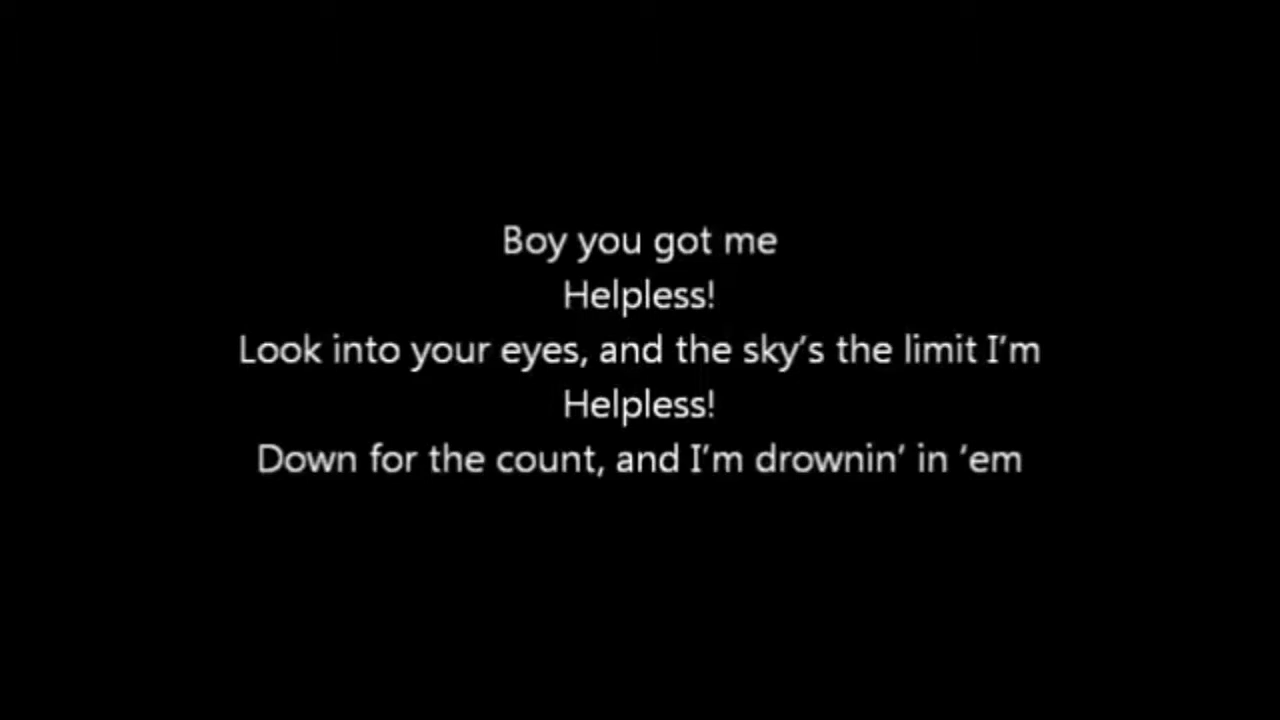 Boy you got me
Helpless!
Look into your eyes, and the sky’s the limit I’m
Helpless!
Down for the count, and I’m drownin’ in ‘em